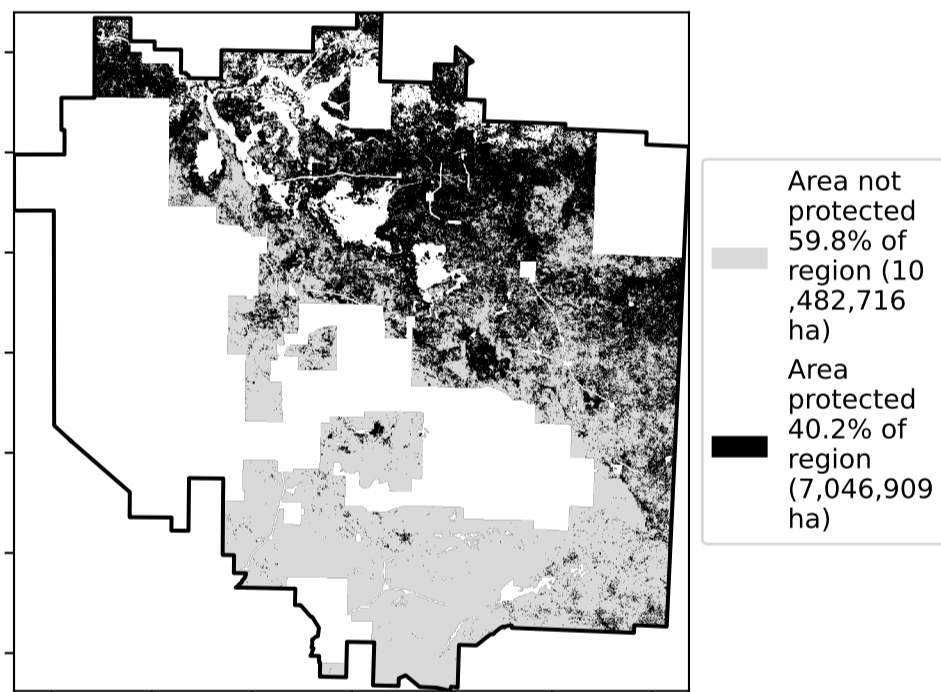 Area not
protected
59.8% of
region (10
,482,716
ha)
Area
protected
40.2% of
region
(7,046,909
ha)